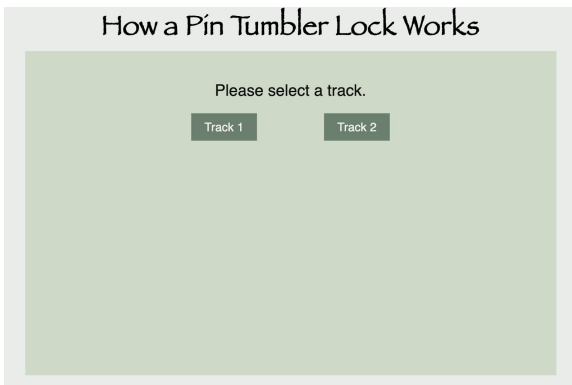 How a Pin Tumbler Lock Works
Please select a track.
Track 1 Track 2